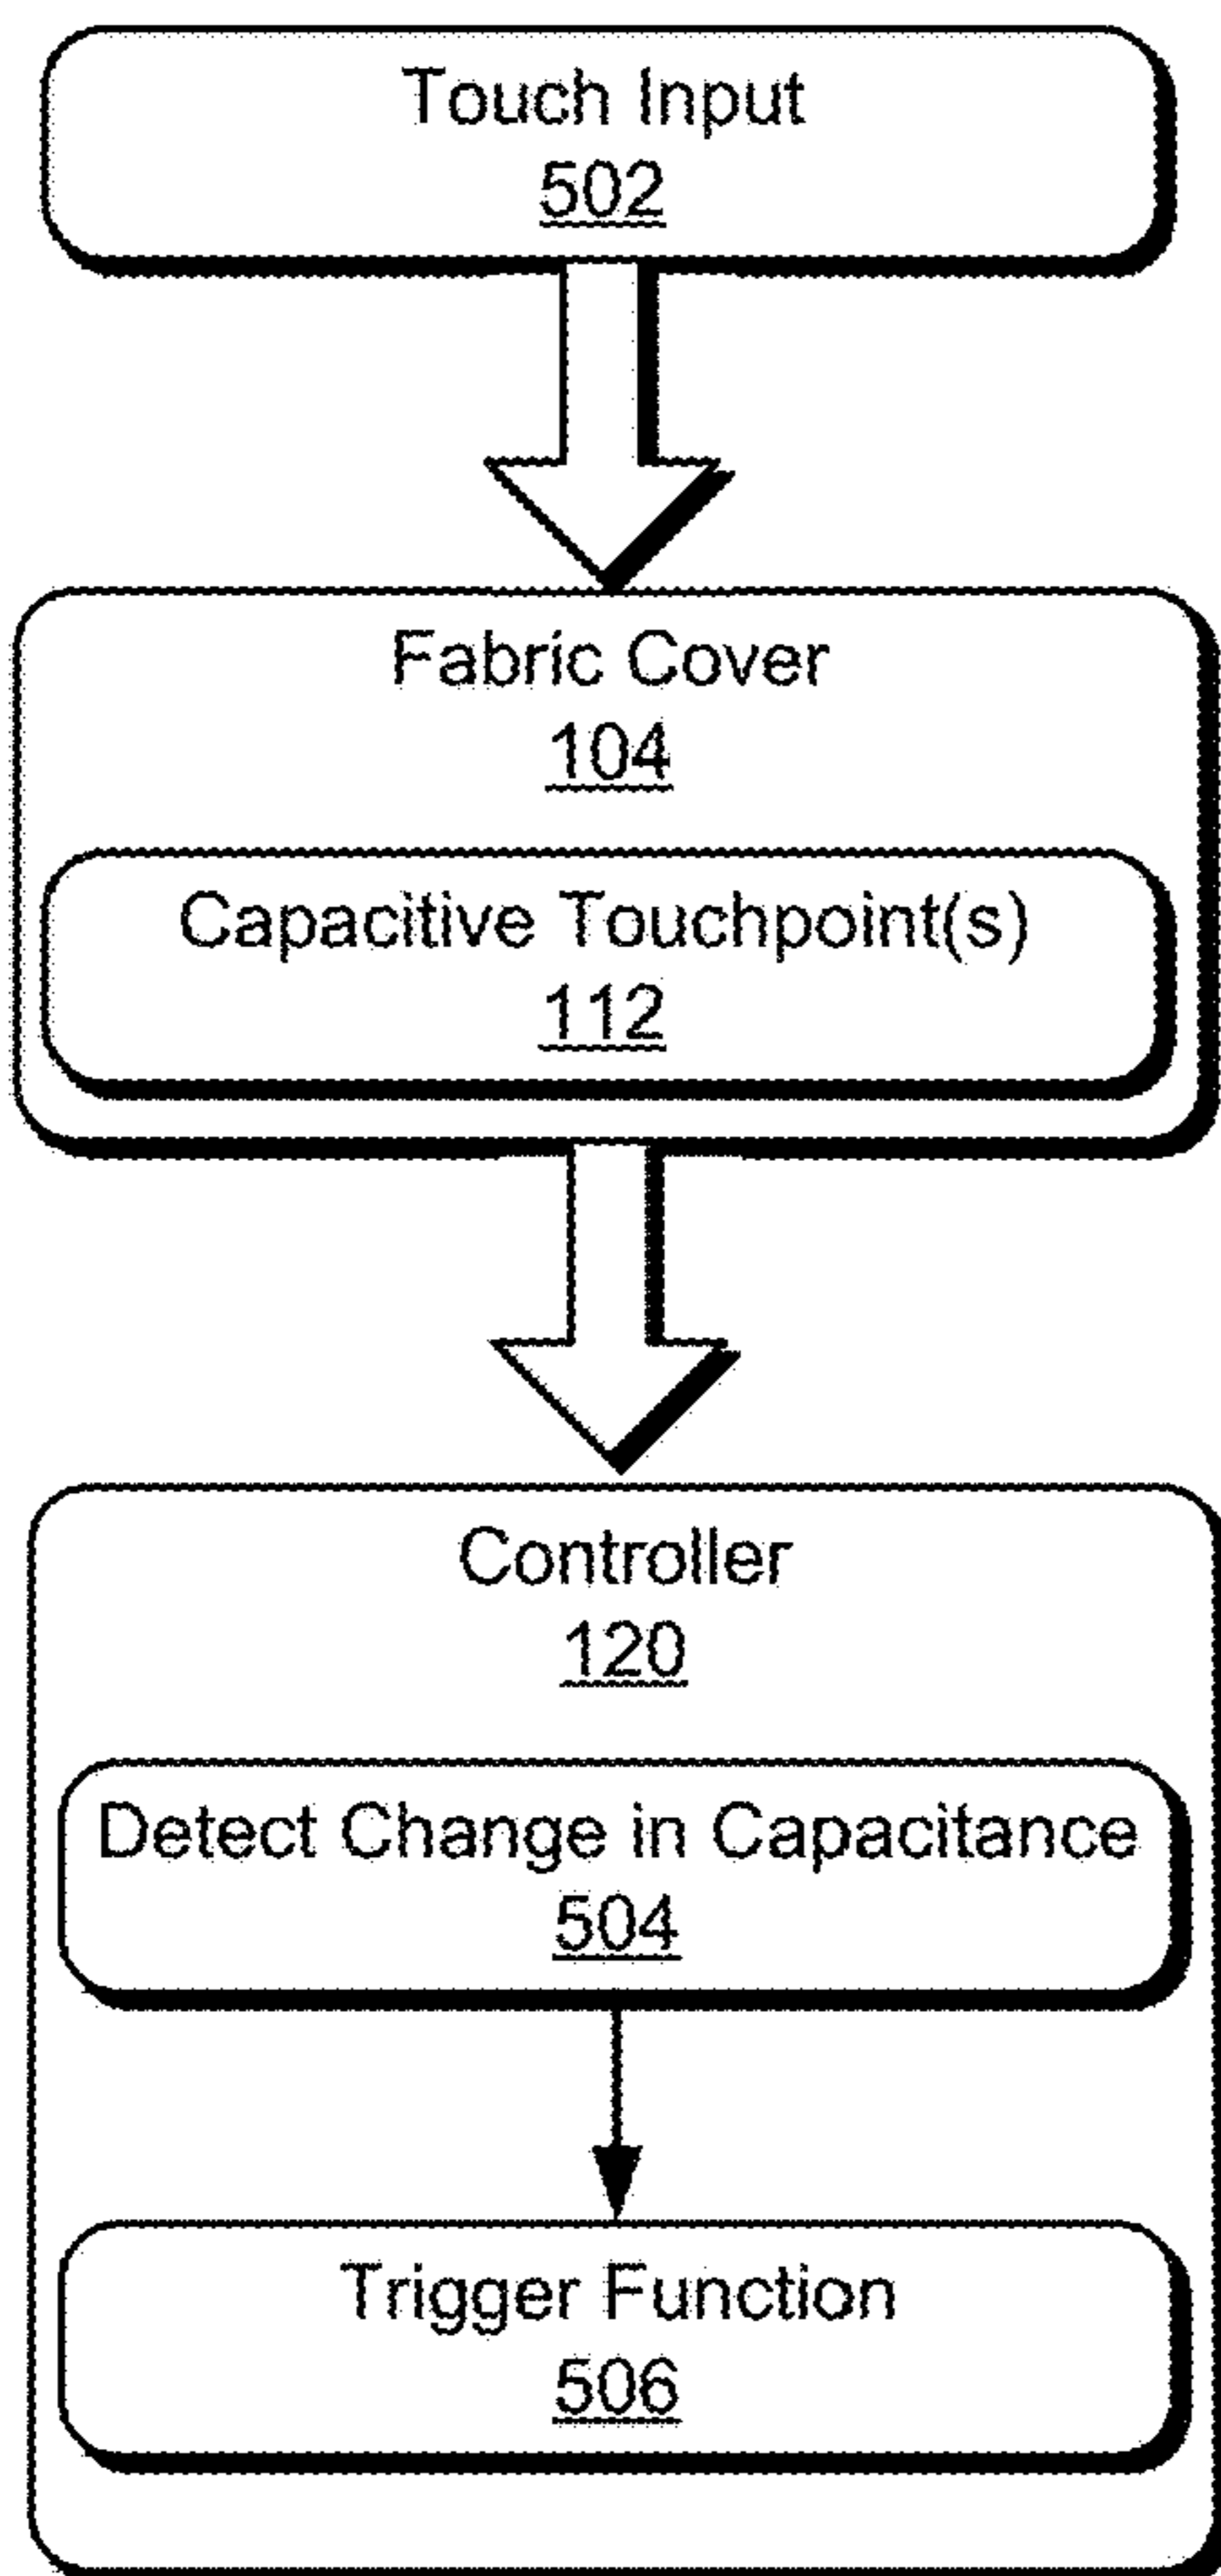 Touch Input
502
Fabric Cover
104
Capacitive Touchpoint(s)
112
Controller
120
Detect Change in Capacitance
504
Trigger Function
506